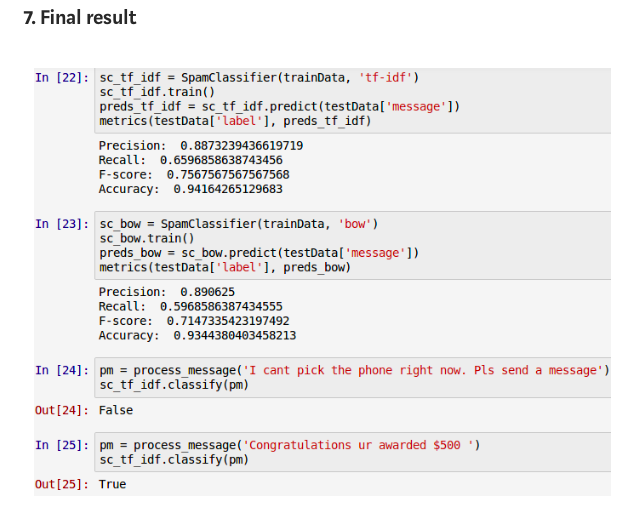 7. Final result
In [22]: sc_tf_idf = SpamClassifier(trainData, 'tf-idf')
sc_tf_idf.train()
preds_tf_idf = sc_tf_idf.predict(testData['message'])
metrics(testData['label'], preds_tf_idf)
Precision:  0.8873239436619719
Recall:  0.6596858638743456
F-score:  0.7567567567567568
Accuracy:  0.94164265129683
In [23]: sc_bow = SpamClassifier(trainData, 'bow')
sc_bow.train()
preds_bow = sc_bow.predict(testData['message'])
metrics(testData['label'], preds_bow)
Precision:  0.890625
Recall:  0.5968586387434555
F-score:  0.7147335423197492
Accuracy:  0.9344380403458213
In [24]: pm = process_message('I cant pick the phone right now. Pls send a message')
sc_tf_idf.classify(pm)
Out[24]: False
In [25]: pm = process_message('Congratulations ur awarded $500 ')
sc_tf_idf.classify(pm)
Out[25]: True